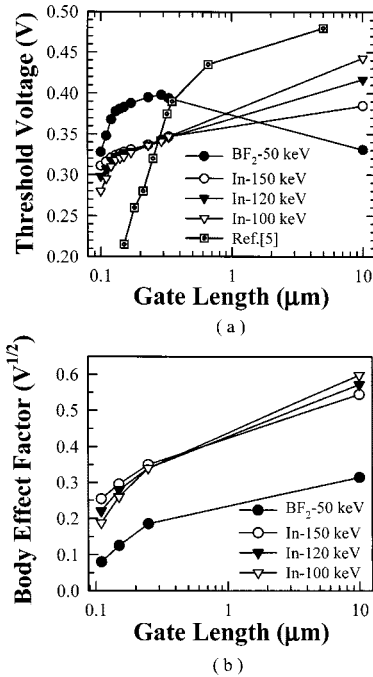 0.50
0.45
0.40
0.35
0.30
0.25
0.20
Threshold Voltage (V)
BF2-50 keV
In-150 keV
In-120 keV
In-100 keV
Ref.[5]
0.1
1
10
Gate Length (μm)
( a )
0.6
0.5
0.4
0.3
0.2
0.1
0.0
Body Effect Factor (V1/2)
BF2-50 keV
In-150 keV
In-120 keV
In-100 keV
0.1
1
10
Gate Length (μm)
( b )